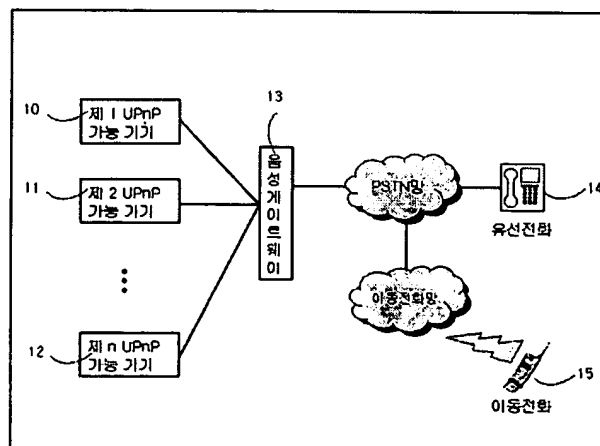 10
제 1 UPnP
가능 기기
11
제 2 UPnP
가능 기기
12
제 n UPnP
가능 기기
13
음성게이트웨이
PSTN망
14
유선전화
이동전화망
15
이동전화